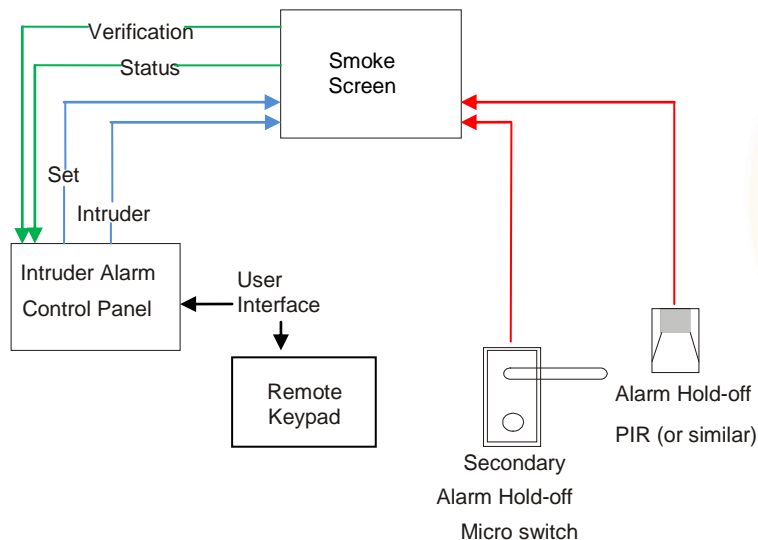 Verification
Status
Smoke
Screen
Set
Intruder
Intruder Alarm
Control Panel
User
Interface
Remote
Keypad
Alarm Hold-off
PIR (or similar)
Secondary
Alarm Hold-off
Micro switch